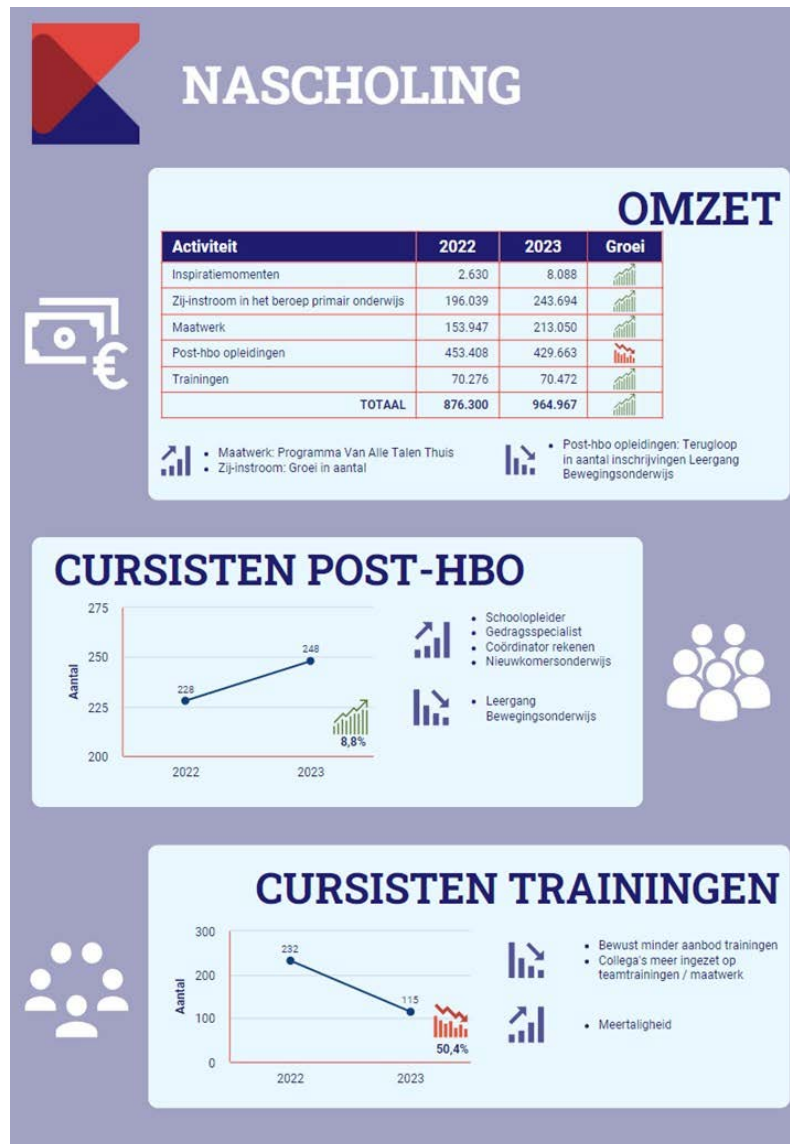 NASCHOLING
OMZET
Activiteit 2022 2023 Groei
Inspiratiemomenten 2.630 8.088
Zij-instroom in het beroep primair onderwijs 196.039 243.694
Maatwerk 153.947 213.050
Post-hbo opleidingen 453.408 429.663
Trainingen 70.276 70.472
TOTAAL 876.300 964.967
• Maatwerk: Programma Van Alle Talen Thuis
• Zij-instroom: Groei in aantal
• Post-hbo opleidingen: Terugloop
in aantal inschrijvingen Leergang
Bewegingsonderwijs
€
CURSISTEN POST-HBO
275
250
225
200
Aantal
228
248
8,8%
2022 2023
• Schoolopleider
• Gedragsspecialist
• Coördinator rekenen
• Nieuwkomersonderwijs
• Leergang
Bewegingsonderwijs
CURSISTEN TRAININGEN
300
200
100
0
Aantal
232
115
50,4%
2022 2023
• Bewust minder aanbod trainingen
• Collega's meer ingezet op
teamtrainingen / maatwerk
• Meertaligheid